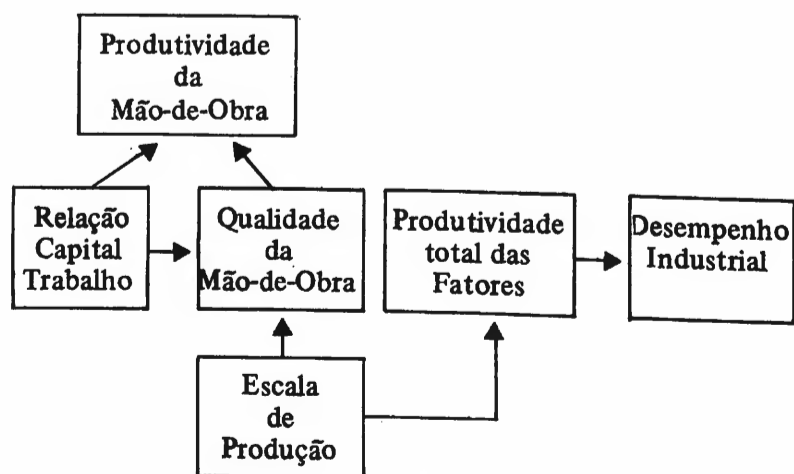 Produtividade
da
Mão-de-Obra
Relação
Capital
Trabalho
Qualidade
da
Mão-de-Obra
Produtividade
total das
Fatores
Desempenho
Industrial
Escala
de
Produção